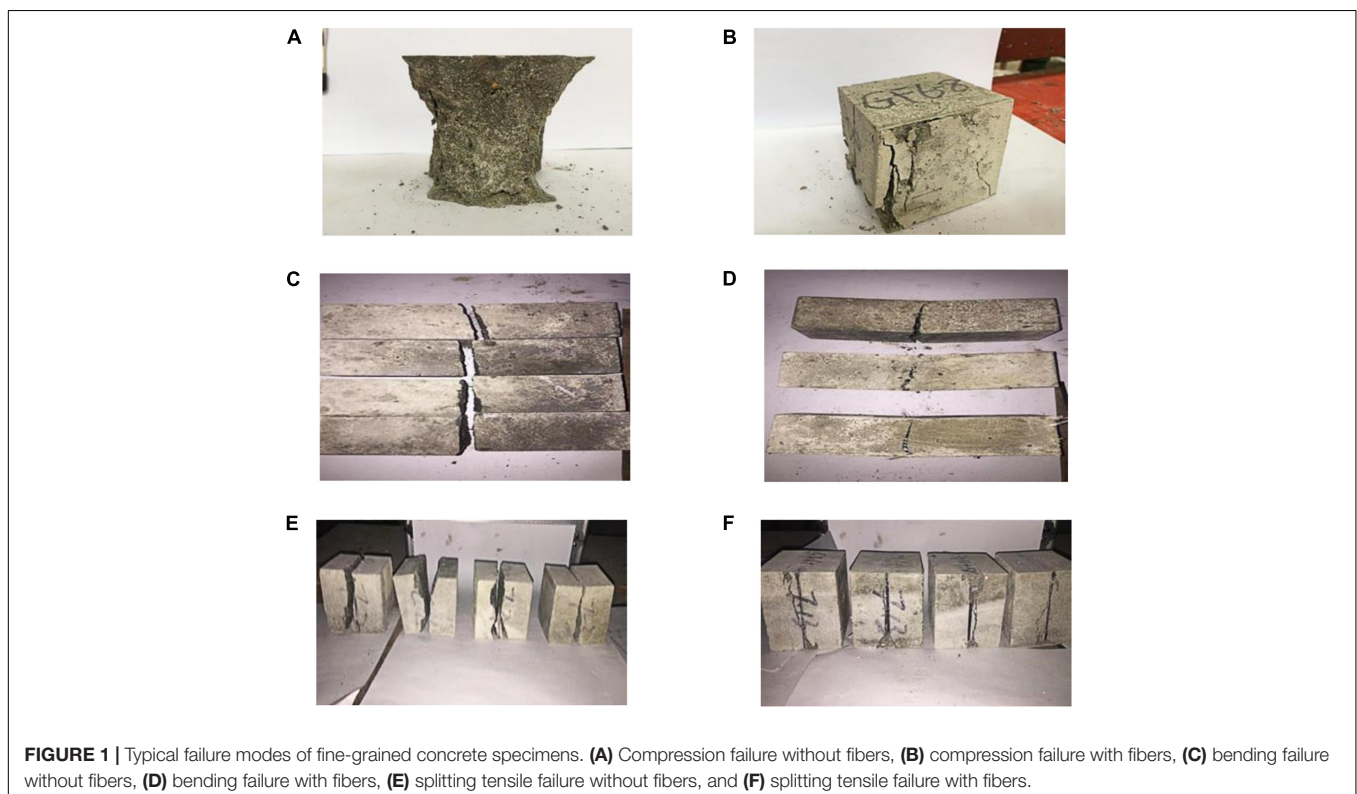 A
B
GF68
C
D
E
F
FIGURE 1 | Typical failure modes of fine-grained concrete specimens. (A) Compression failure without fibers, (B) compression failure with fibers, (C) bending failure
without fibers, (D) bending failure with fibers, (E) splitting tensile failure without fibers, and (F) splitting tensile failure with fibers.